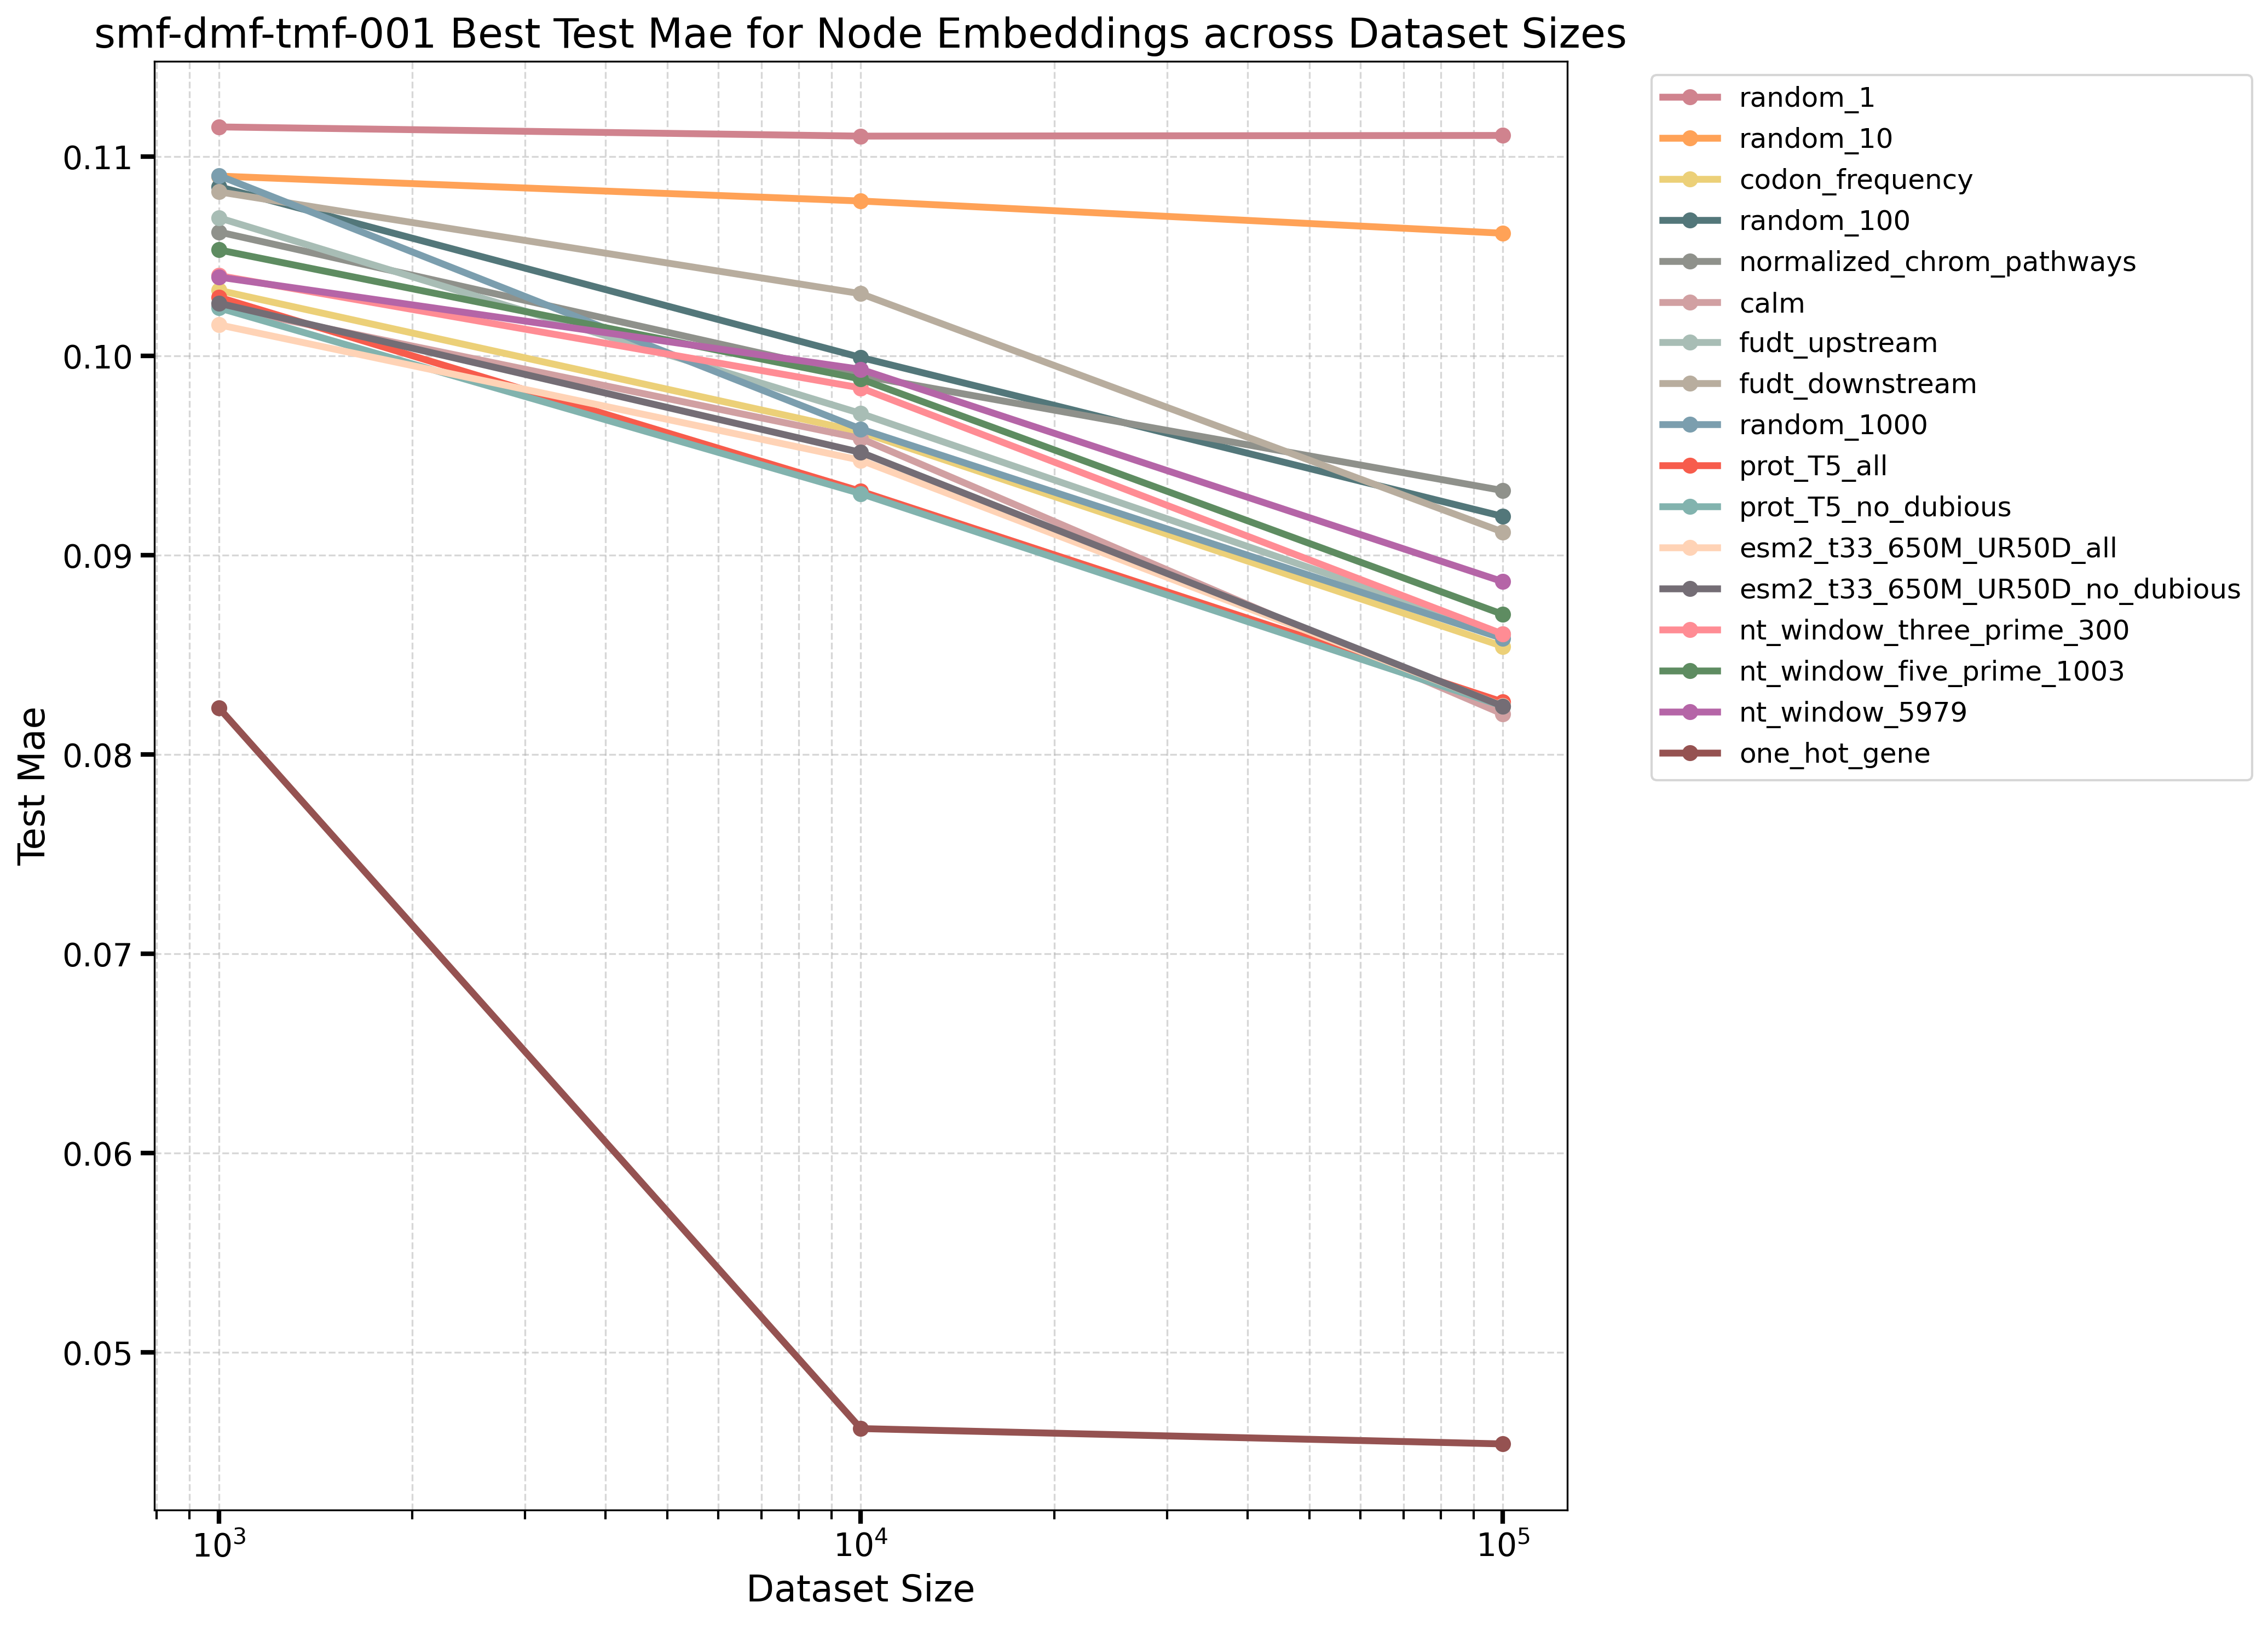 smf-dmf-tmf-001 Best Test Mae for Node Embeddings across Dataset Sizes
random_1
random_10
codon_frequency
random_100
normalized_chrom_pathways
calm
fudt_upstream
fudt_downstream
random_1000
prot_T5_all
prot_T5_no_dubious
esm2_t33_650M_UR50D_all
esm2_t33_650M_UR50D_no_dubious
nt_window_three_prime_300
nt_window_five_prime_1003
nt_window_5979
one_hot_gene
Test Mae
0.11
0.10
0.09
0.08
0.07
0.06
0.05
10³ 10⁴ 10⁵
Dataset Size